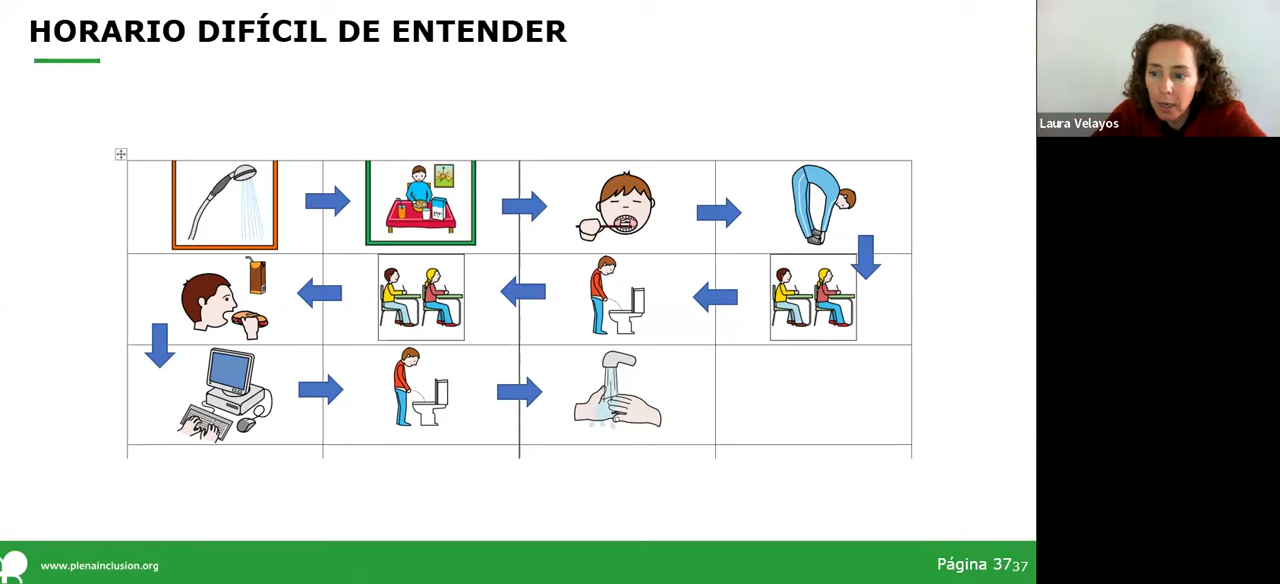 HORARIO DIFÍCIL DE ENTENDER
Laura Velayos
www.plenainclusion.org
Página 3737